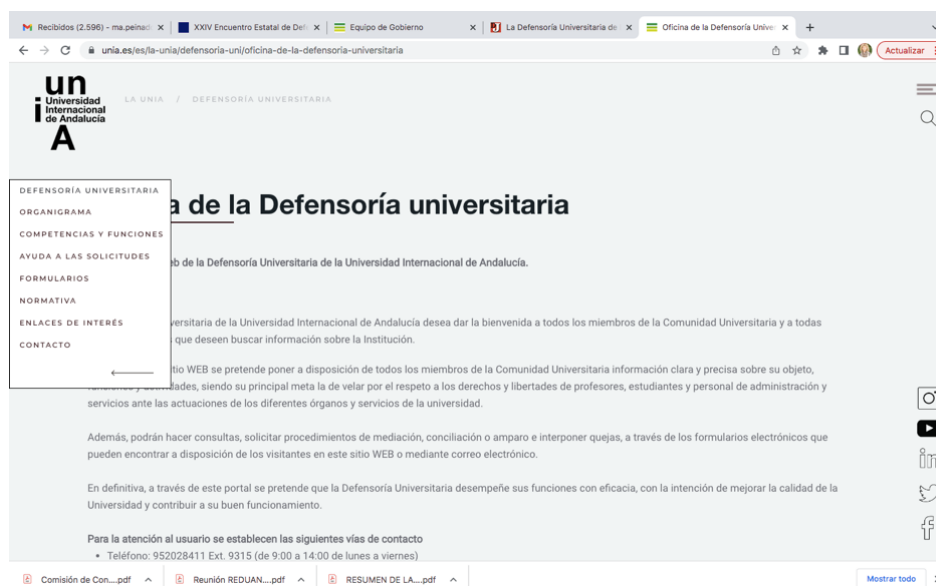 Recibidos (2.596) - ma.peinad
XXIV Encuentro Estatal de Def
Equipo de Gobierno
La Defensoría Universitaria de
Oficina de la Defensoría Univer
unia.es/es/la-unia/defensoria-uni/oficina-de-la-defensoria-universitaria
Actualizar
un
i
Universidad
Internacional
de Andalucía
A
LA UNIA / DEFENSORÍA UNIVERSITARIA
DEFENSORÍA UNIVERSITARIA
ORGANIGRAMA
COMPETENCIAS Y FUNCIONES
AYUDA A LAS SOLICITUDES
FORMULARIOS
NORMATIVA
ENLACES DE INTERÉS
CONTACTO
a de la Defensoría universitaria
eb de la Defensoría Universitaria de la Universidad Internacional de Andalucía.
versitaria de la Universidad Internacional de Andalucía desea dar la bienvenida a todos los miembros de la Comunidad Universitaria y a todas
que deseen buscar información sobre la Institución.
tio WEB se pretende poner a disposición de todos los miembros de la Comunidad Universitaria información clara y precisa sobre su objeto,
funciones y actividades, siendo su principal meta la de velar por el respeto a los derechos y libertades de profesores, estudiantes y personal de administración y
servicios ante las actuaciones de los diferentes órganos y servicios de la universidad.
Además, podrán hacer consultas, solicitar procedimientos de mediación, conciliación o amparo e interponer quejas, a través de los formularios electrónicos que
pueden encontrar a disposición de los visitantes en este sitio WEB o mediante correo electrónico.
En definitiva, a través de este portal se pretende que la Defensoría Universitaria desempeñe sus funciones con eficacia, con la intención de mejorar la calidad de la
Universidad y contribuir a su buen funcionamiento.
Para la atención al usuario se establecen las siguientes vías de contacto
• Teléfono: 952028411 Ext. 9315 (de 9:00 a 14:00 de lunes a viernes)
Comisión de Con....pdf
Reunión REDUAN....pdf
RESUMEN DE LA....pdf
Mostrar todo